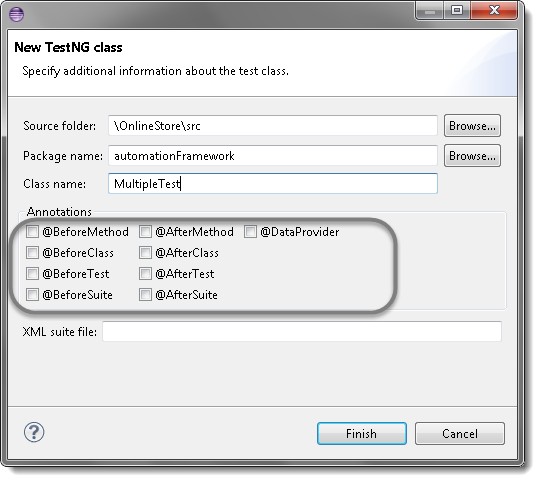 New TestNG class
Specify additional information about the test class.
Source folder: \OnlineStore\src Browse...
Package name: automationFramework Browse...
Class name: MultipleTest
Annotations
@BeforeMethod @AfterMethod @DataProvider
@BeforeClass @AfterClass
@BeforeTest @AfterTest
@BeforeSuite @AfterSuite
XML suite file:
? Finish Cancel